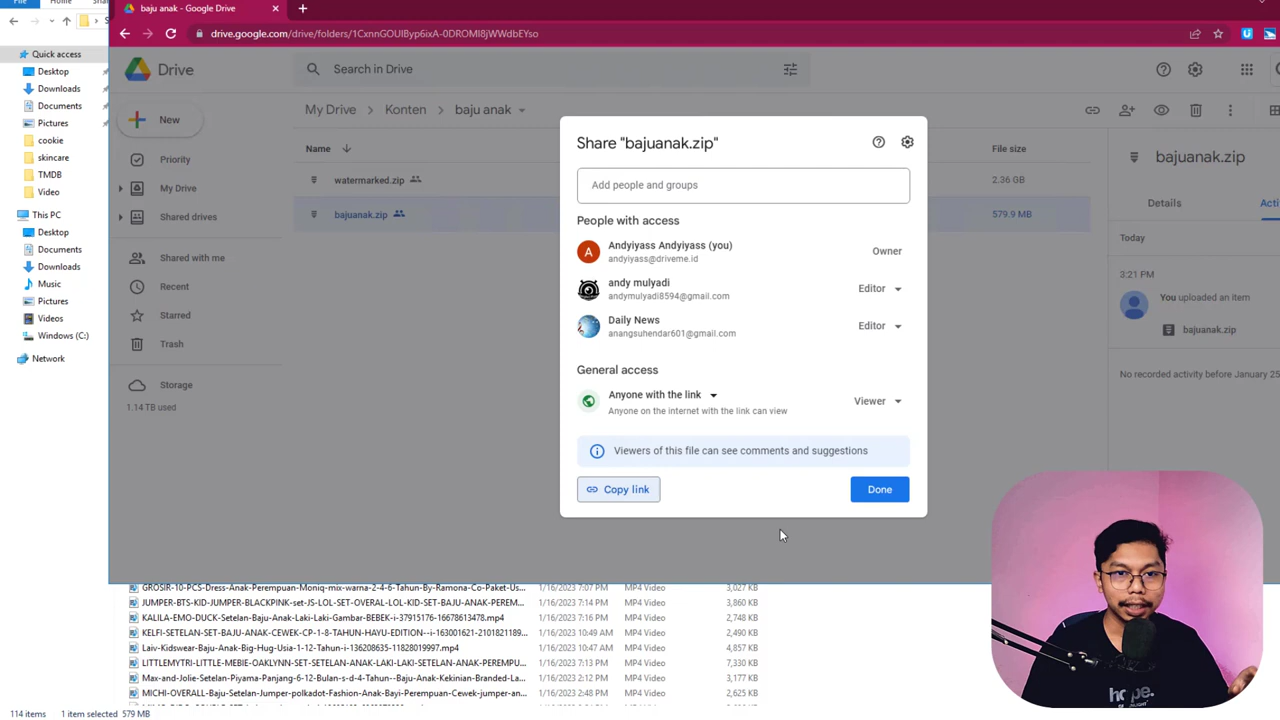 File
Home
baju anak - Google Drive
drive.google.com/drive/folders/1CxnnGOUIByp6ixA-0DROMI8jWWdbEYso
Quick access
Desktop
Downloads
Documents
Pictures
cookie
skincare
TMDB
Video
This PC
Desktop
Documents
Downloads
Music
Pictures
Videos
Windows (C:)
Network
Drive
Search in Drive
New
Priority
My Drive
Shared drives
Shared with me
Recent
Starred
Trash
Storage
1.14 TB used
My Drive
Konten
baju anak
Name
File size
watermarked.zip
2.36 GB
bajuanak.zip
579.9 MB
Share "bajuanak.zip"
Add people and groups
People with access
Andyiyass Andyiyass (you)
andyiyass@driveme.id
Owner
andy mulyadi
andymulyadi8594@gmail.com
Editor
Daily News
anangsuhendar601@gmail.com
Editor
General access
Anyone with the link
Viewer
Anyone on the internet with the link can view
Viewers of this file can see comments and suggestions
Copy link
Done
bajuanak.zip
Details
Today
3:21 PM
You uploaded an item
bajuanak.zip
No recorded activity before January 25
GROSIR-10-PCS-Dress-Anak-Perempuan-Moniq-mix-warna-2-4-6-Tahun-By-Ramona-Co-Paket-Us... 1/16/2023 7:07 PM MP4 Video 3,027 KB
JUMPER-BTS-KID-JUMPER-BLACKPINK-set-JS-LOL-SET-OVERAL-LOL-KID-SET-BAJU-ANAK-PEREM... 1/16/2023 7:14 PM MP4 Video 3,860 KB
KALILA-EMO-DUCK-Setelan-Baju-Anak-Laki-Laki-Gambar-BEBEK-i-37915176-16678613478.mp4 1/16/2023 7:16 PM MP4 Video 2,748 KB
KELFI-SETELAN-SET-BAJU-ANAK-CEWEK-CP-1-8-TAHUN-HAYU-EDITION--i-163001621-2101821189... 1/16/2023 10:49 AM MP4 Video 2,490 KB
Laiv-Kidswear-Baju-Anak-Big-Hug-Usia-1-12-Tahun-i-136208635-11828019997.mp4 1/16/2023 10:47 AM MP4 Video 4,857 KB
LITTLEMYTRI-LITTLE-MEBIE-OAKLYNN-SET-SETELAN-ANAK-LAKI-LAKI-SETELAN-ANAK-PEREMPU... 1/16/2023 7:13 PM MP4 Video 7,330 KB
Max-and-Jolie-Setelan-Piyama-Panjang-6-12-Bulan-s-d-4-Tahun-Baju-Anak-Kekinian-Branded-La... 1/16/2023 2:12 PM MP4 Video 3,177 KB
MICHI-OVERALL-Baju-Setelan-Jumper-polkadot-Fashion-Anak-Bayi-Perempuan-Cewek-jumper-an... 1/16/2023 2:48 PM MP4 Video 2,625 KB
114 items
1 item selected 579 MB
hope.